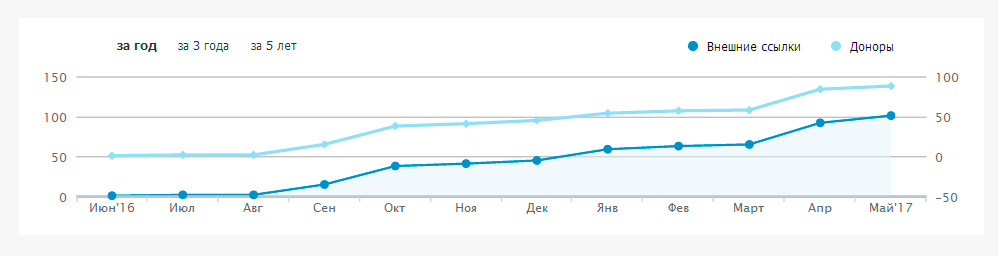 за год за 3 года за 5 лет Внешние ссылки Доноры
150 100
100 50
50 0
0 -50
Июн'16 Июл Авг Сен Окт Ноя Дек Янв Фев Март Апр Май'17